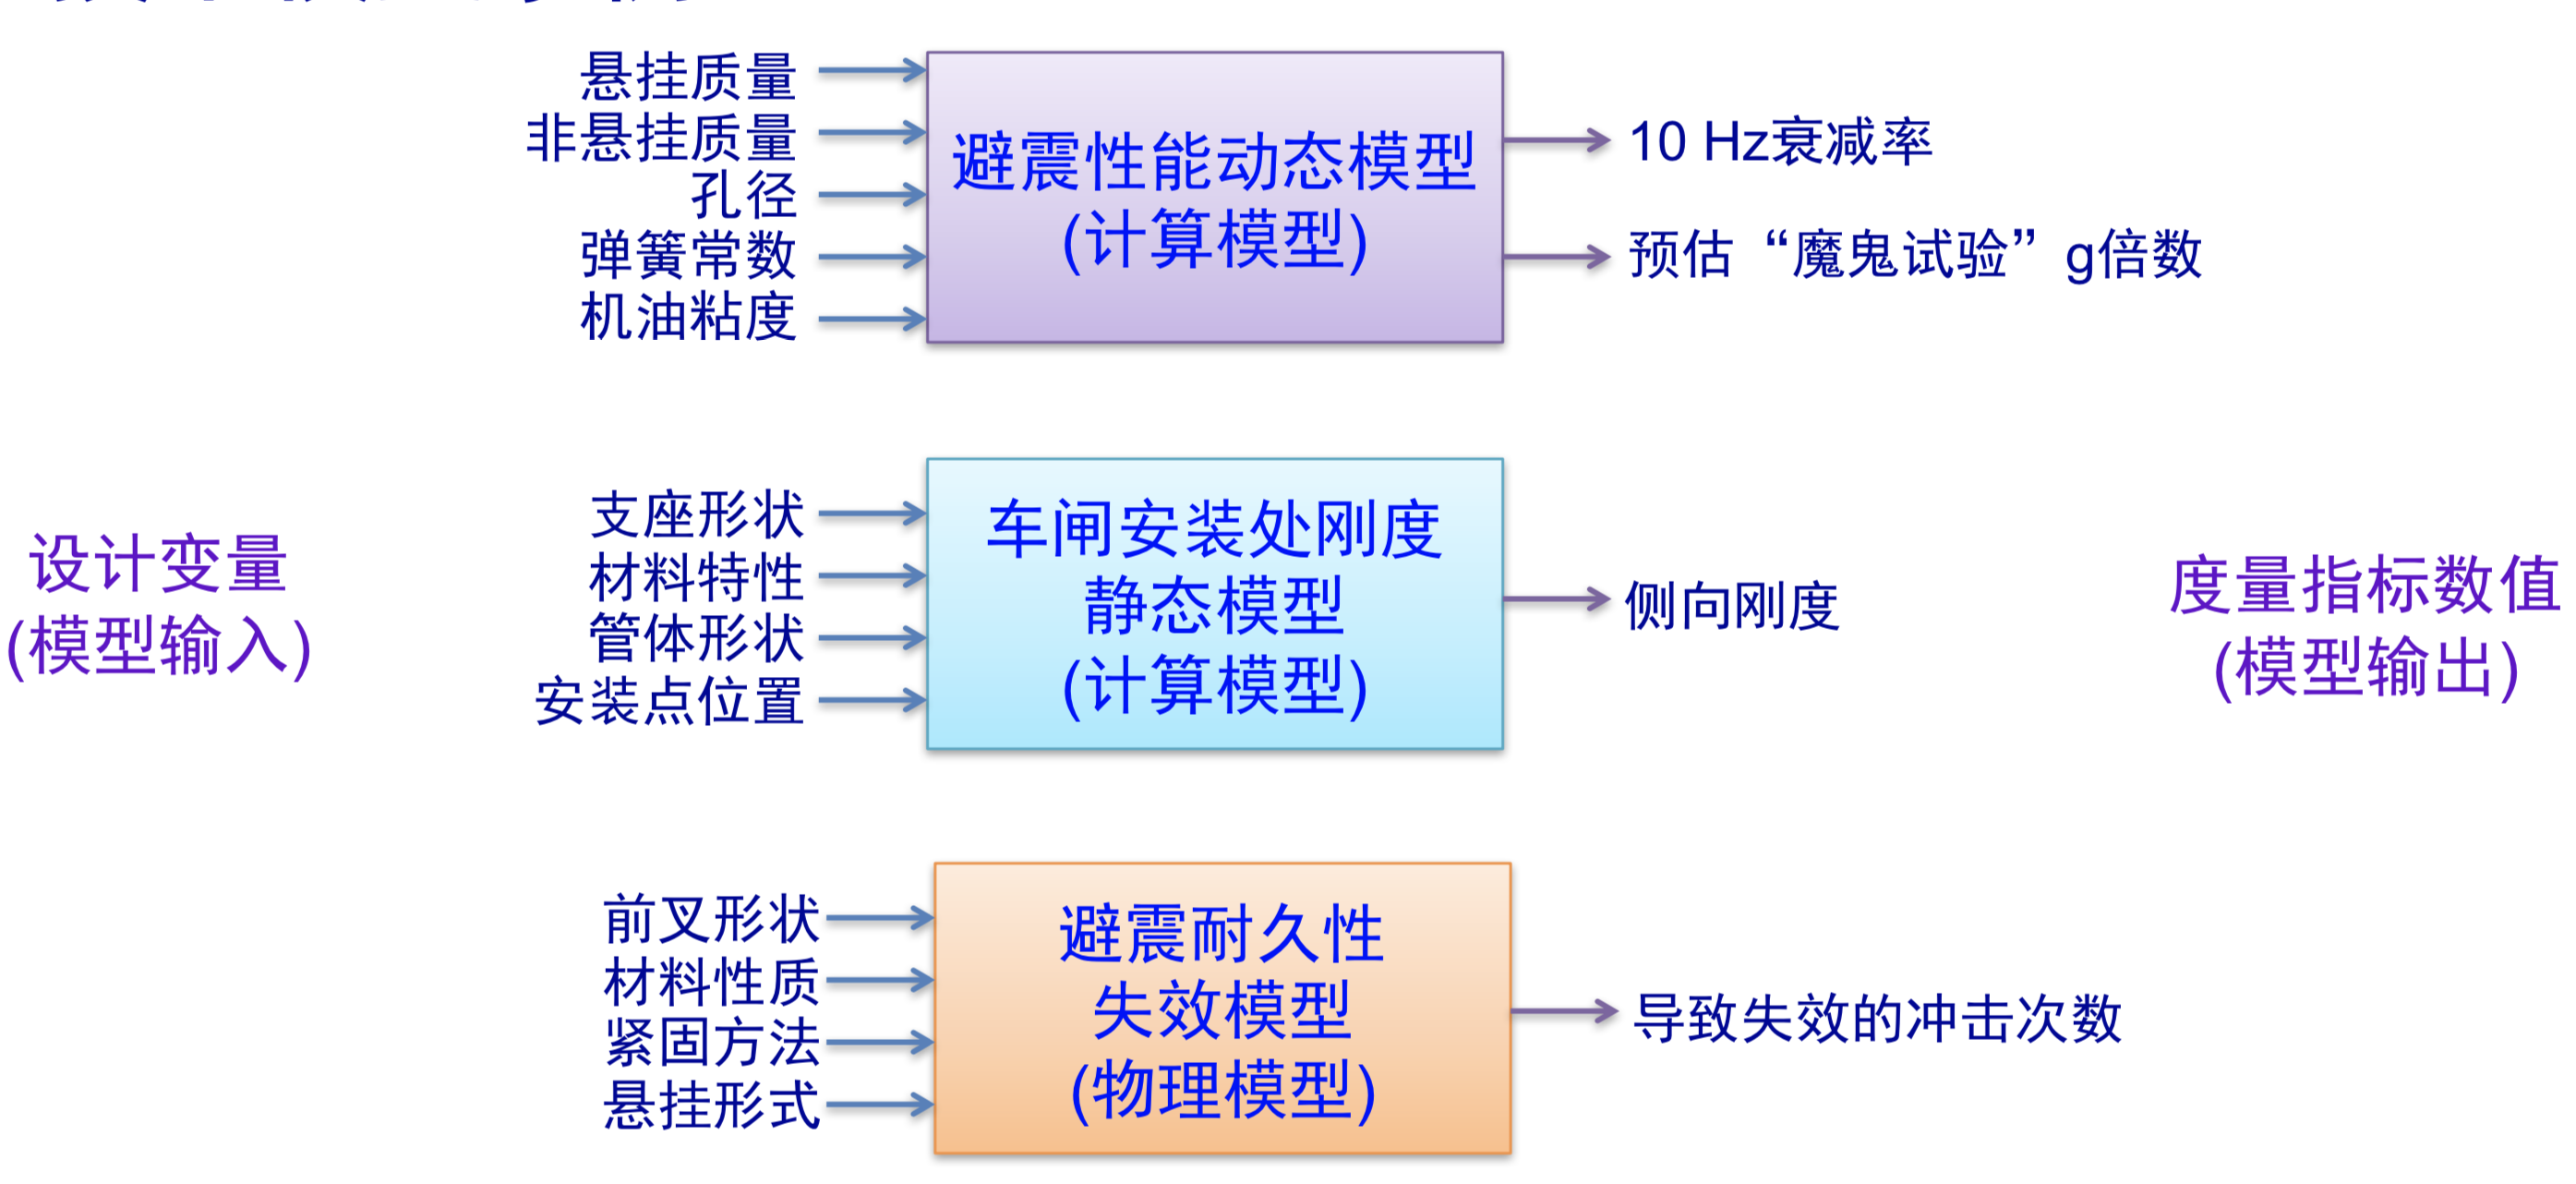 悬挂质量
非悬挂质量
孔径
弹簧常数
机油粘度
避震性能动态模型
(计算模型)
10 Hz衰减率
预估“魔鬼试验”g倍数
设计变量
(模型输入)
支座形状
材料特性
管体形状
安装点位置
车闸安装处刚度
静态模型
(计算模型)
侧向刚度
度量指标数值
(模型输出)
前叉形状
材料性质
紧固方法
悬挂形式
避震耐久性
失效模型
(物理模型)
导致失效的冲击次数